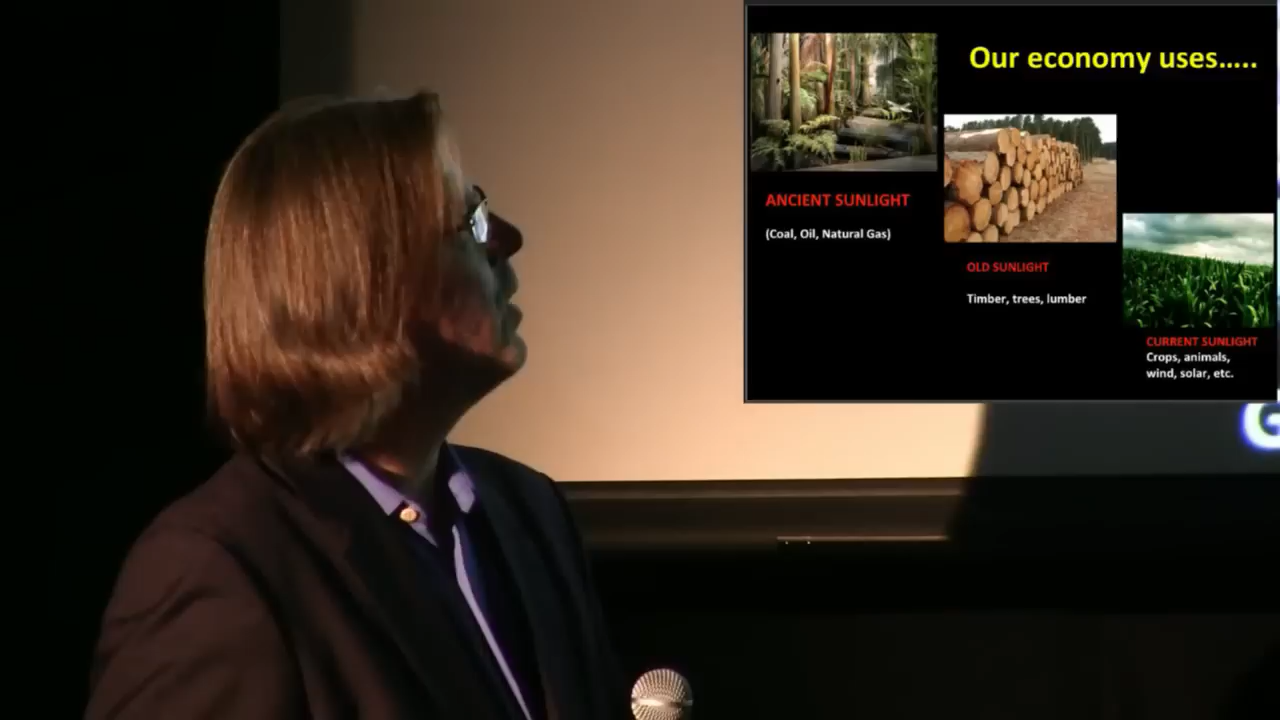 Our economy uses.....
ANCIENT SUNLIGHT
(Coal, Oil, Natural Gas)
OLD SUNLIGHT
Timber, trees, lumber
CURRENT SUNLIGHT
Crops, animals,
wind, solar, etc.
G